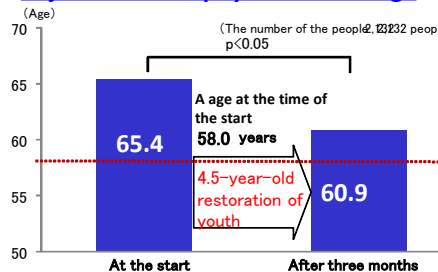 (Age)
70
(The number of the people
p<0.05
A age at the time of
the start
58.0 years
65
65.4
60
4.5-year-old
restoration of
youth
60.9
55
50
At the start
After three months